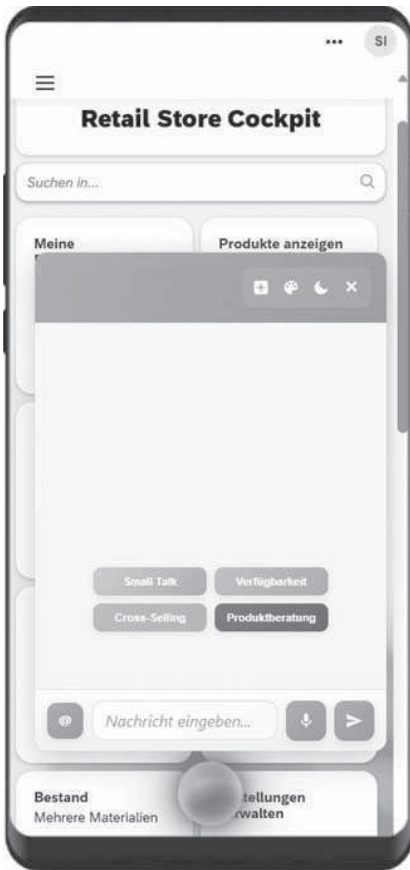 SI
Retail Store Cockpit
Suchen in...
Meine
Produkte anzeigen
Small Talk
Verfügbarkeit
Cross-Selling
Produktberatung
@
Nachricht eingeben...
Bestand
Mehrere Materialien
tellungen
walten